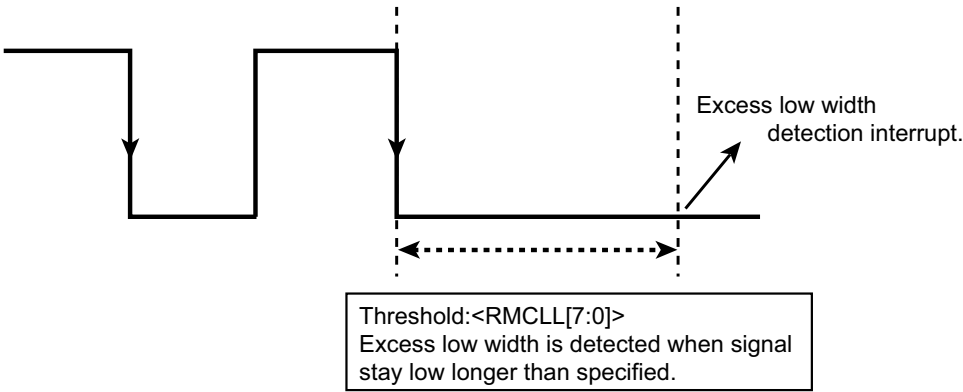 Excess low width
detection interrupt.
Threshold:<RMCLL[7:0]>
Excess low width is detected when signal
stay low longer than specified.